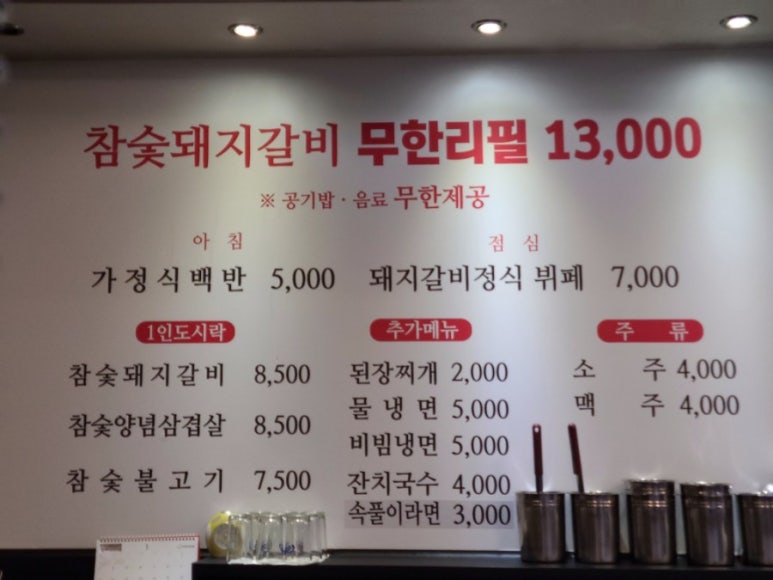 참숯돼지갈비 무한리필 13,000
※ 공기밥 · 음료 무한제공
아 침
가정식백반 5,000
점 심
돼지갈비정식 뷔페 7,000
1인도시락
참숯돼지갈비 8,500
참숯양념삼겹살 8,500
참숯불고기 7,500
추가메뉴
된장찌개 2,000
물냉면 5,000
비빔냉면 5,000
잔치국수 4,000
속풀이라면 3,000
주 류
소 주 4,000
맥 주 4,000